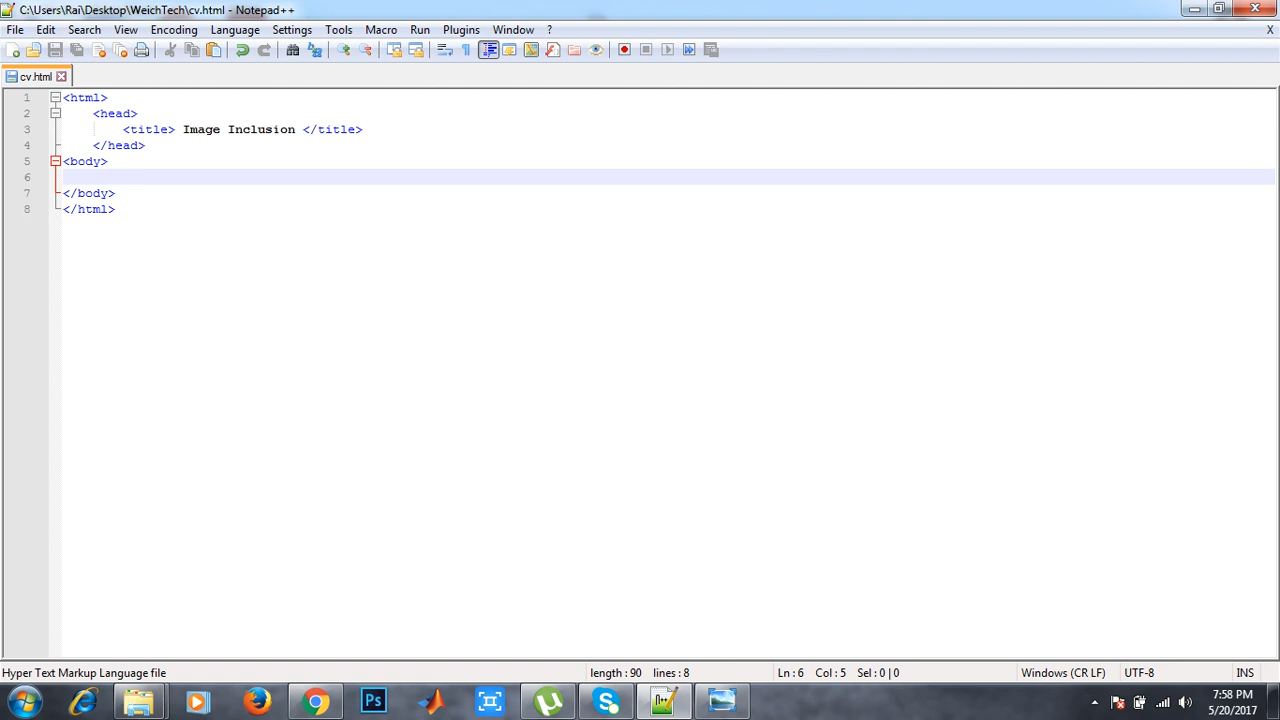 C:\Users\Rai\Desktop\WeichTech\cv.html - Notepad++
File Edit Search View Encoding Language Settings Tools Macro Run Plugins Window ? X
cv.html
1 <html>
2 <head>
3 <title> Image Inclusion </title>
4 </head>
5 <body>
6
7 </body>
8 </html>
Hyper Text Markup Language file length : 90 lines : 8 Ln : 6 Col : 5 Sel : 0 | 0 Windows (CR LF) UTF-8 INS
Ps S n++ 7:58 PM
5/20/2017